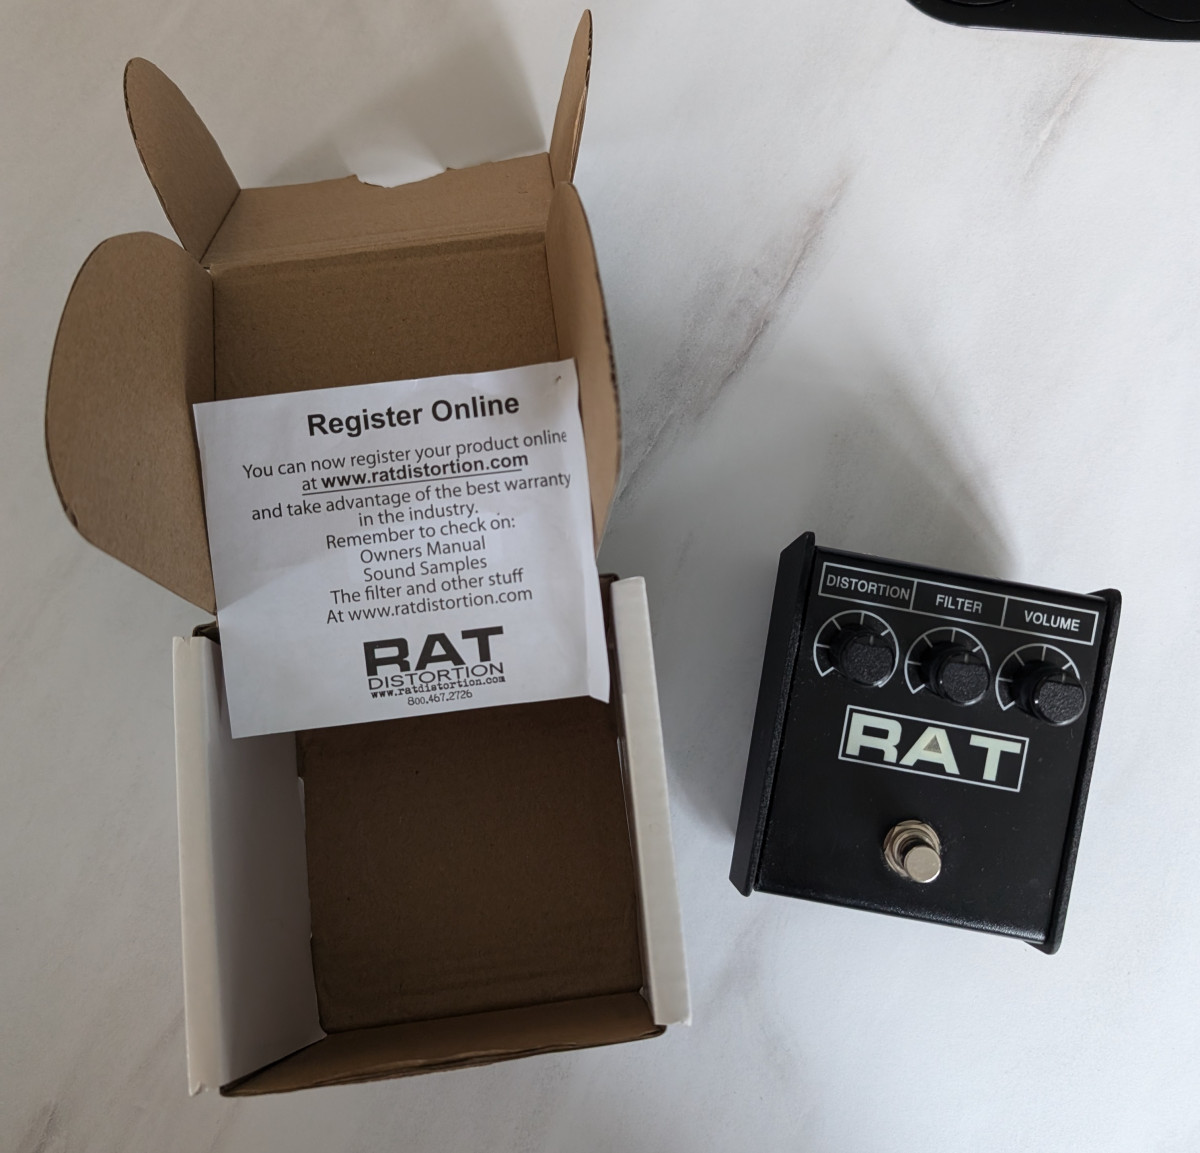 Register Online
You can now register your product online
at www.ratdistortion.com
and take advantage of the best warranty
in the industry.
Remember to check on:
Owners Manual
Sound Samples
The filter and other stuff
At www.ratdistortion.com
RAT
DISTORTION
www.ratdistortion.com
800.467.2726
DISTORTION FILTER VOLUME
RAT